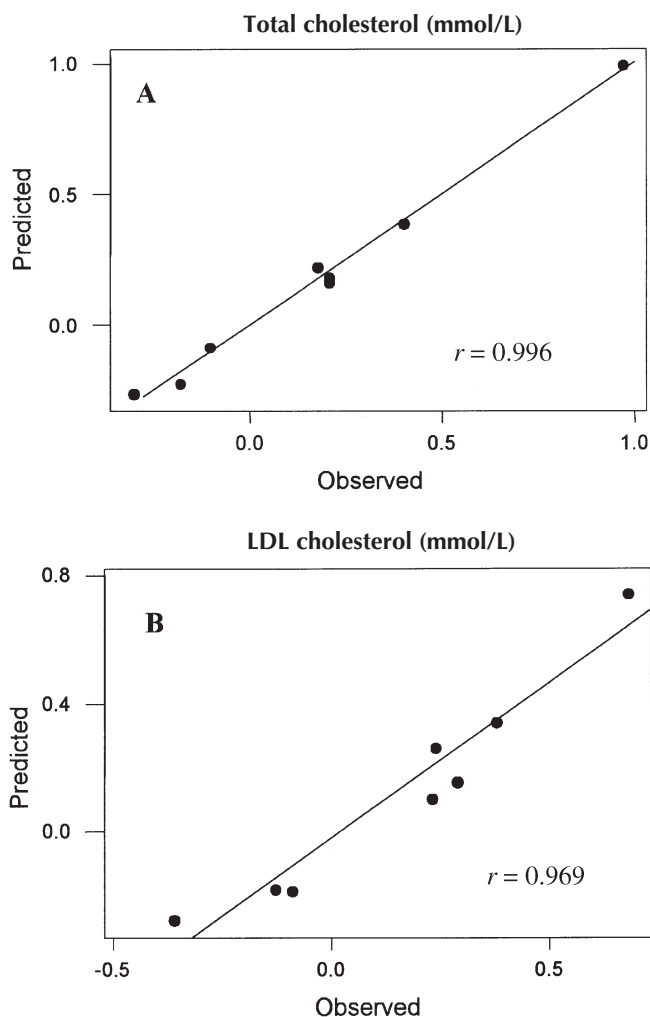 Total cholesterol (mmol/L)
A
1.0
0.5
0.0
Predicted
r = 0.996
0.0 0.5 1.0
Observed
LDL cholesterol (mmol/L)
B
0.8
0.4
0.0
Predicted
r = 0.969
-0.5 0.0 0.5
Observed